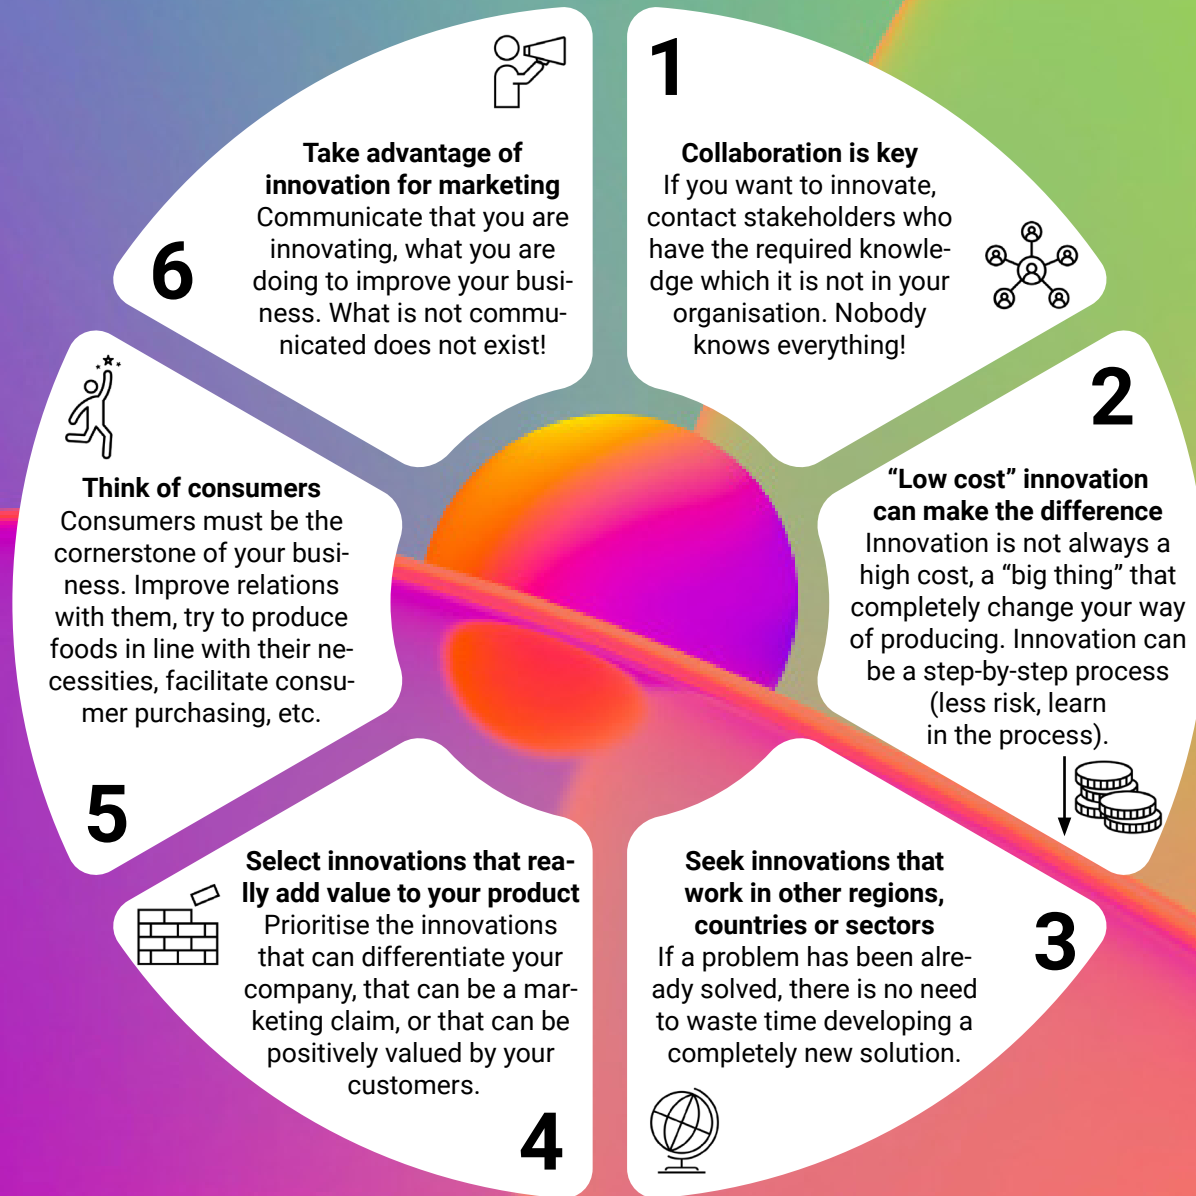 1
Collaboration is key
If you want to innovate,
contact stakeholders who
have the required knowle-
dge which it is not in your
organisation. Nobody
knows everything!
2
“Low cost” innovation
can make the difference
Innovation is not always a
high cost, a “big thing” that
completely change your way
of producing. Innovation can
be a step-by-step process
(less risk, learn
in the process).
3
Seek innovations that
work in other regions,
countries or sectors
If a problem has been alre-
ady solved, there is no need
to waste time developing a
completely new solution.
4
Select innovations that rea-
lly add value to your product
Prioritise the innovations
that can differentiate your
company, that can be a mar-
keting claim, or that can be
positively valued by your
customers.
5
Think of consumers
Consumers must be the
cornerstone of your busi-
ness. Improve relations
with them, try to produce
foods in line with their ne-
cessities, facilitate consu-
mer purchasing, etc.
6
Take advantage of
innovation for marketing
Communicate that you are
innovating, what you are
doing to improve your busi-
ness. What is not commu-
nicated does not exist!